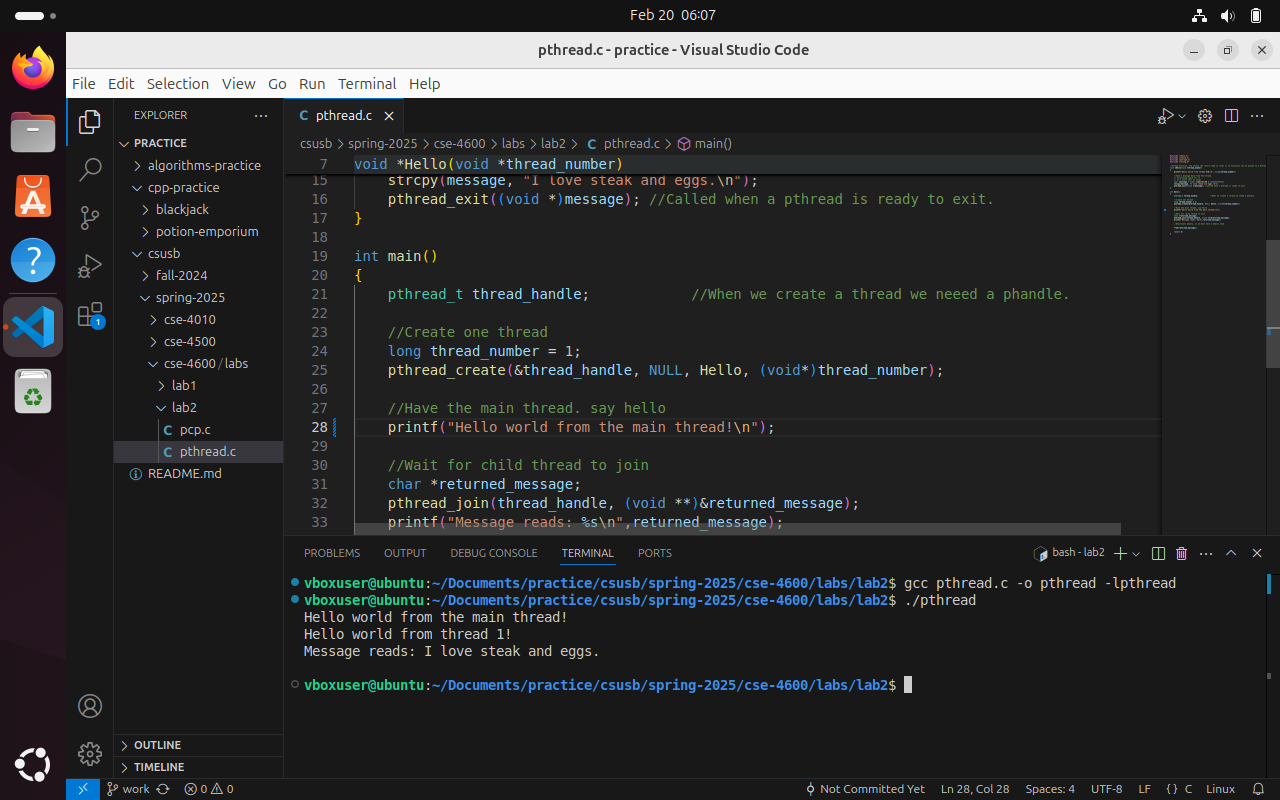 Feb 20 06:07
pthread.c - practice - Visual Studio Code
File Edit Selection View Go Run Terminal Help
EXPLORER
PRACTICE
algorithms-practice
cpp-practice
blackjack
potion-emporium
csusb
fall-2024
spring-2025
cse-4010
cse-4500
cse-4600 / labs
lab1
lab2
C pcp.c
C pthread.c
README.md
OUTLINE
TIMELINE
1
C pthread.c
csusb > spring-2025 > cse-4600 > labs > lab2 > C pthread.c > main()
7 void *Hello(void *thread_number)
15 strcpy(message, "I love steak and eggs.\n");
16 pthread_exit((void *)message); //Called when a pthread is ready to exit.
17 }
18
19 int main()
20 {
21 pthread_t thread_handle; //When we create a thread we neeed a phandle.
22
23 //Create one thread
24 long thread_number = 1;
25 pthread_create(&thread_handle, NULL, Hello, (void*)thread_number);
26
27 //Have the main thread. say hello
28 printf("Hello world from the main thread!\n");
29
30 //Wait for child thread to join
31 char *returned_message;
32 pthread_join(thread_handle, (void **)&returned_message);
33 printf("Message reads: %s\n",returned_message);
PROBLEMS OUTPUT DEBUG CONSOLE TERMINAL PORTS
bash - lab2
vboxuser@ubuntu:~/Documents/practice/csusb/spring-2025/cse-4600/labs/lab2$ gcc pthread.c -o pthread -lpthread
vboxuser@ubuntu:~/Documents/practice/csusb/spring-2025/cse-4600/labs/lab2$ ./pthread
Hello world from the main thread!
Hello world from thread 1!
Message reads: I love steak and eggs.
vboxuser@ubuntu:~/Documents/practice/csusb/spring-2025/cse-4600/labs/lab2$
work 0 0 Not Committed Yet Ln 28, Col 28 Spaces: 4 UTF-8 LF {} C Linux